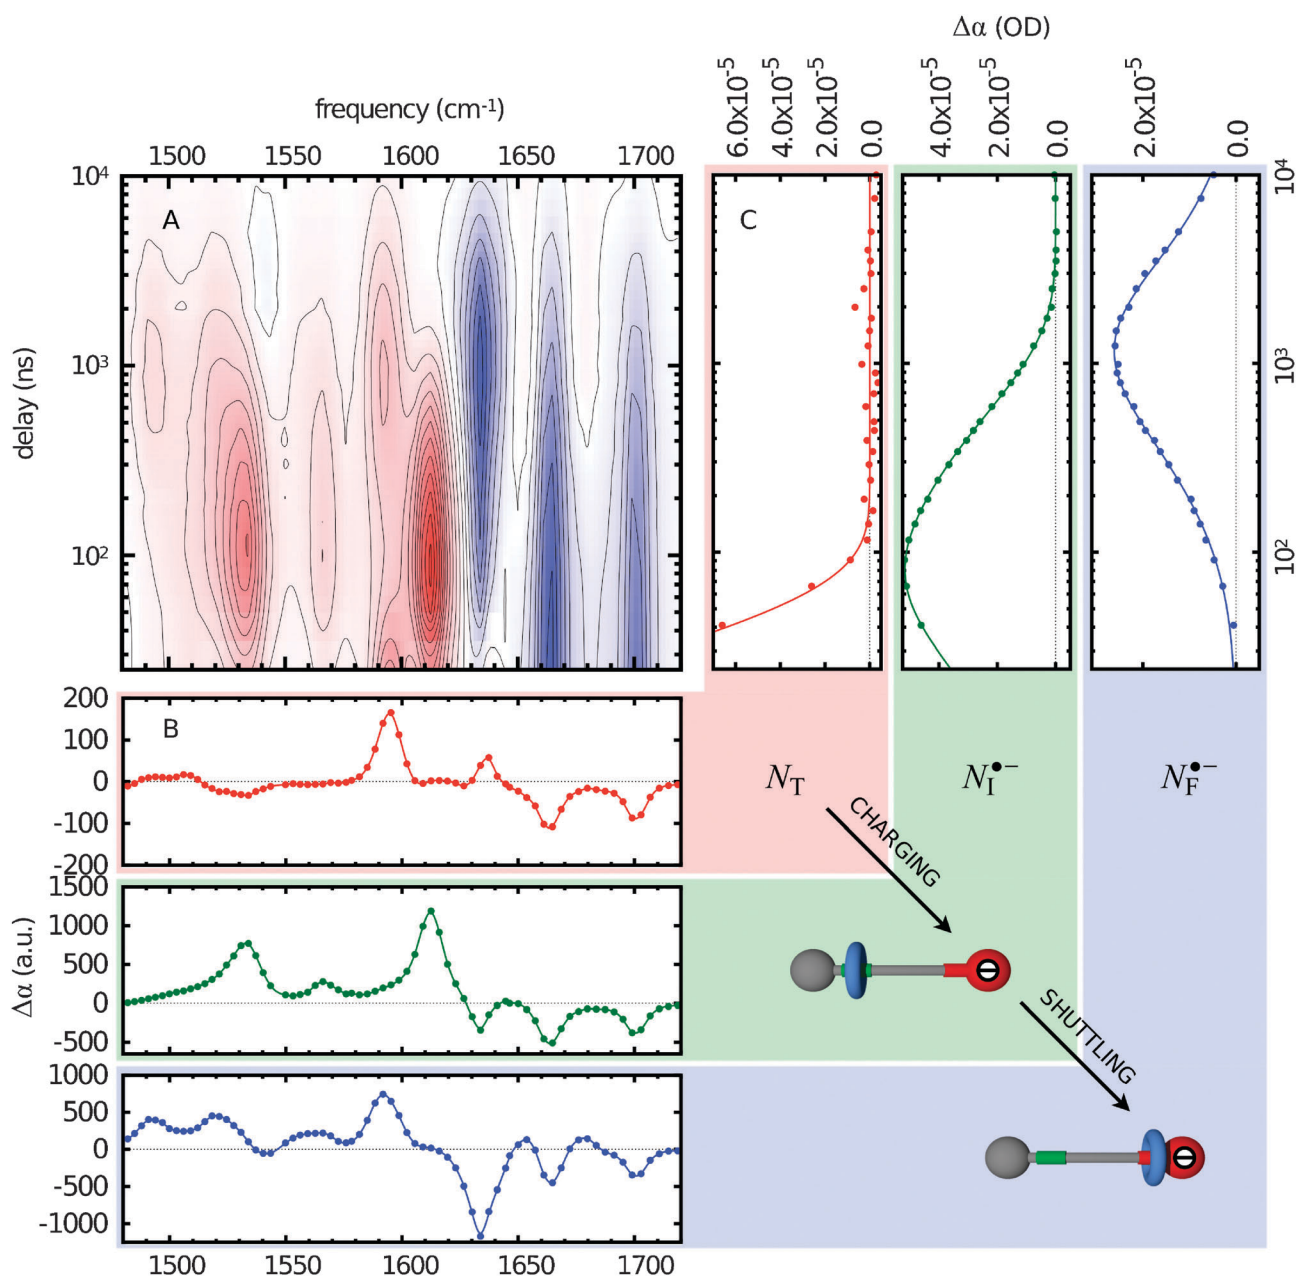 Δα (OD)
6.0x10⁻⁵ 4.0x10⁻⁵ 2.0x10⁻⁵ 0.0 4.0x10⁻⁵ 2.0x10⁻⁵ 0.0 2.0x10⁻⁵ 0.0
frequency (cm⁻¹)
1500 1550 1600 1650 1700
10⁴ 10⁴
A C
delay (ns)
10³ 10³
10² 10²
200
B
100
0
-100
-200
N_T N_I^●− N_F^●−
CHARGING
1500
1000
500
0
-500
Δα (a.u.)
SHUTTLING
1000
500
0
-500
-1000
1500 1550 1600 1650 1700